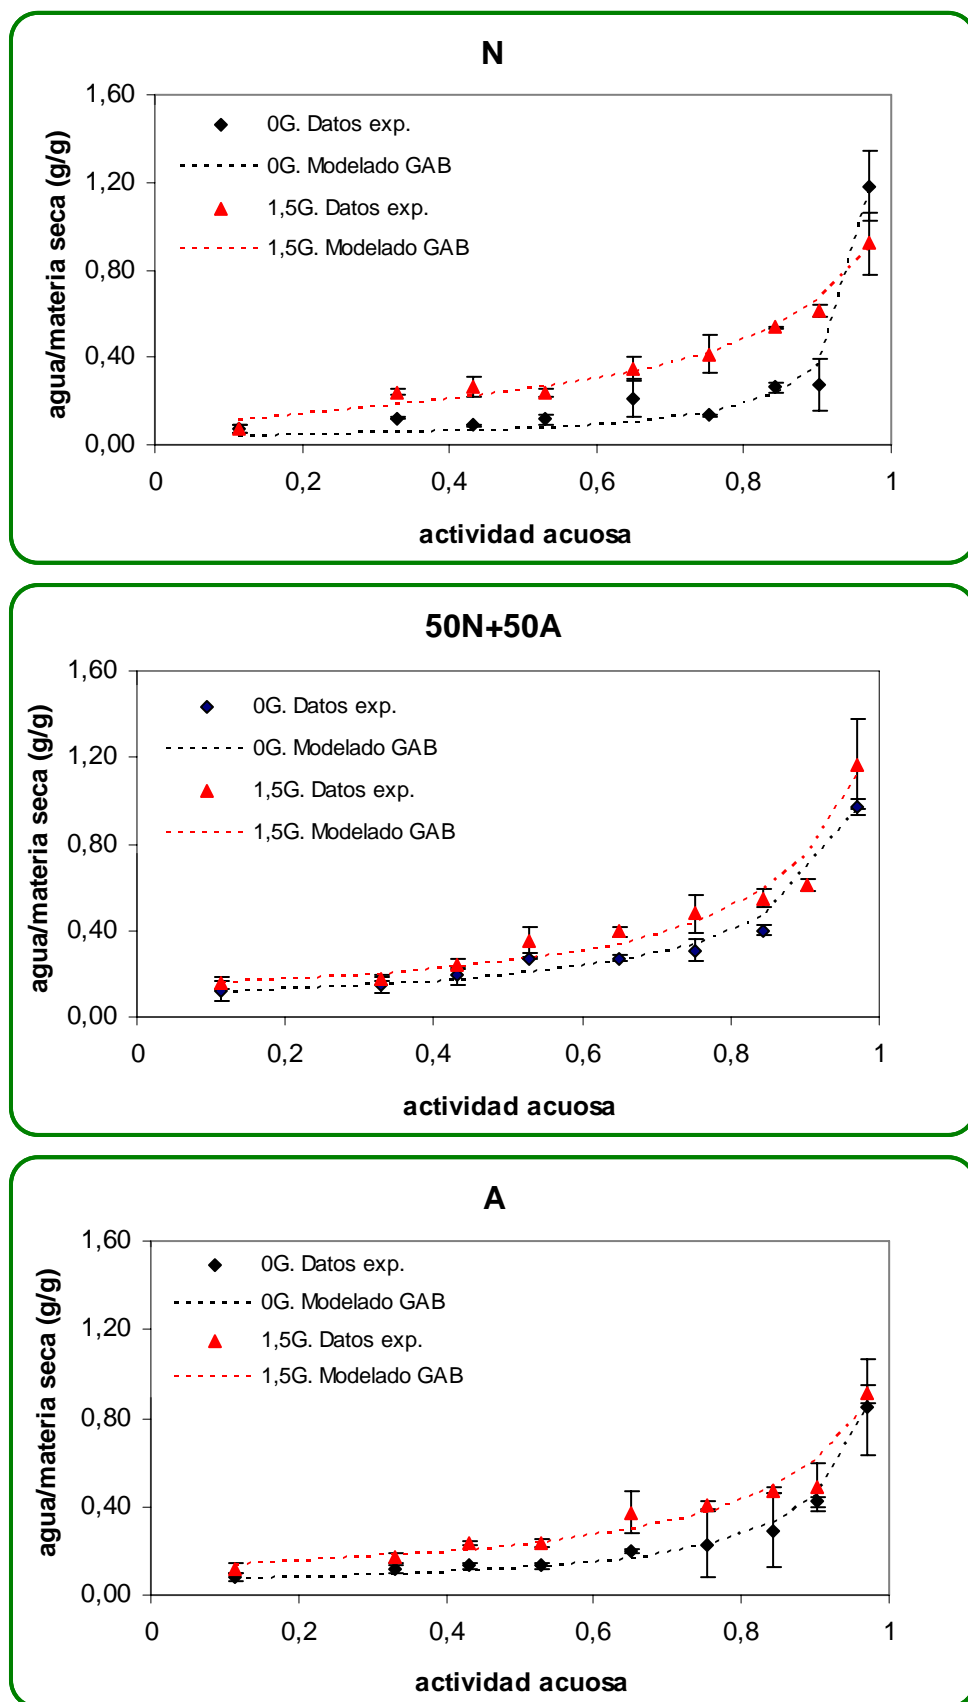 N
1,60
1,20
0,80
0,40
0,00
agua/materia seca (g/g)
0G. Datos exp.
0G. Modelado GAB
1,5G. Datos exp.
1,5G. Modelado GAB
0 0,2 0,4 0,6 0,8 1
actividad acuosa
50N+50A
1,60
1,20
0,80
0,40
0,00
agua/materia seca (g/g)
0G. Datos exp.
0G. Modelado GAB
1,5G. Datos exp.
1,5G. Modelado GAB
0 0,2 0,4 0,6 0,8 1
actividad acuosa
A
1,60
1,20
0,80
0,40
0,00
agua/materia seca (g/g)
0G. Datos exp.
0G. Modelado GAB
1,5G. Datos exp.
1,5G. Modelado GAB
0 0,2 0,4 0,6 0,8 1
actividad acuosa